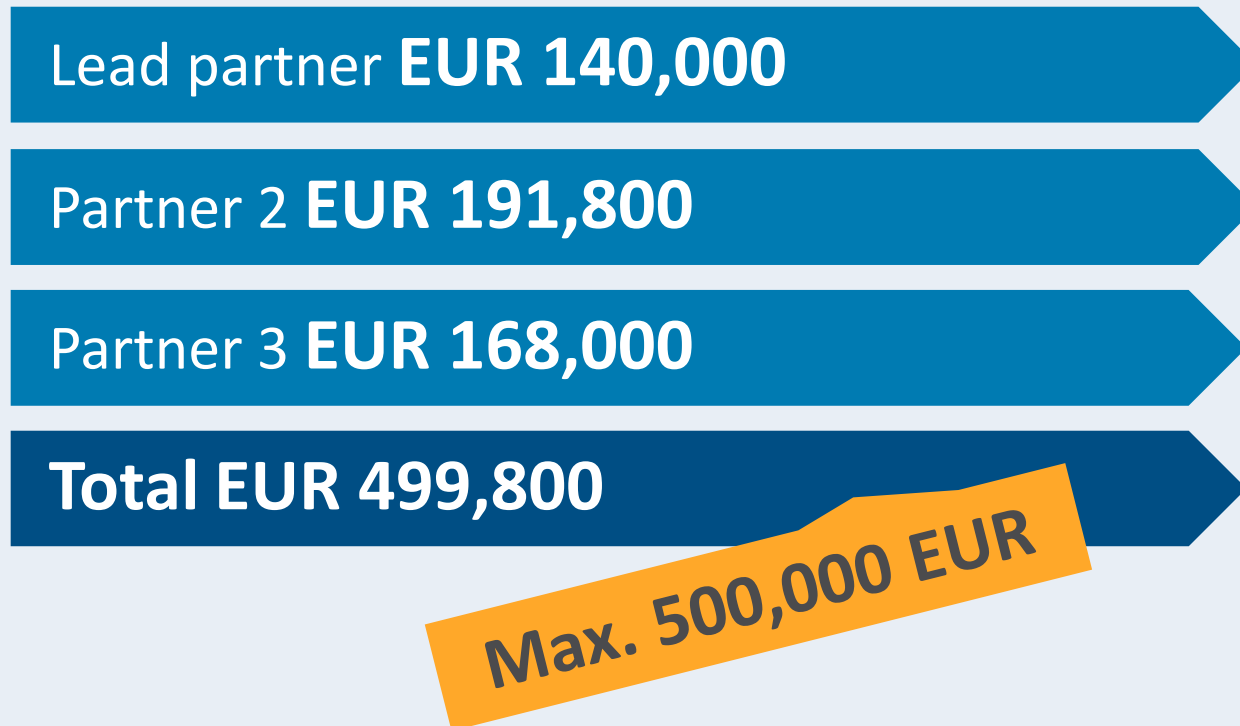 Lead partner EUR 140,000
Partner 2 EUR 191,800
Partner 3 EUR 168,000
Total EUR 499,800
Max. 500,000 EUR